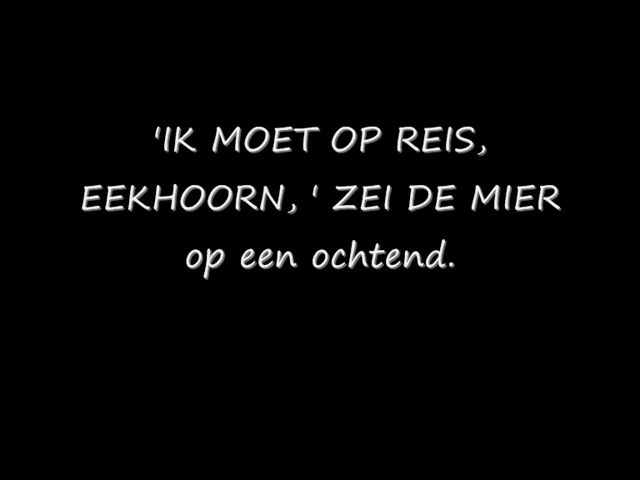 'IK MOET OP REIS,
EEKHOORN, ' ZEI DE MIER
op een ochtend.